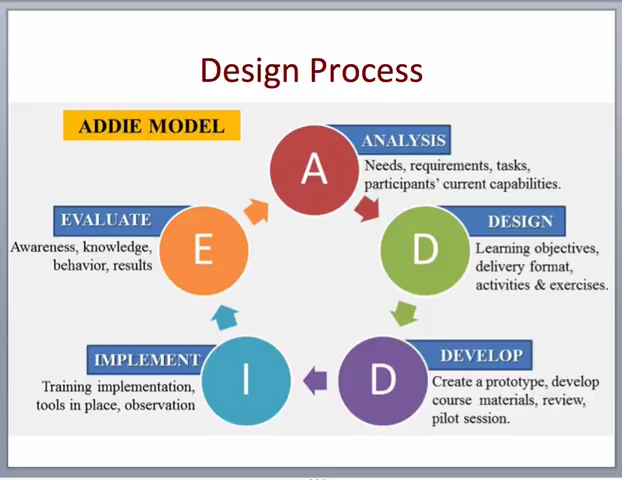 Design Process
ADDIE MODEL
A
ANALYSIS
Needs, requirements, tasks,
participants' current capabilities.
D
DESIGN
Learning objectives,
delivery format,
activities & exercises.
D
DEVELOP
Create a prototype, develop
course materials, review,
pilot session.
I
IMPLEMENT
Training implementation,
tools in place, observation
E
EVALUATE
Awareness, knowledge,
behavior, results